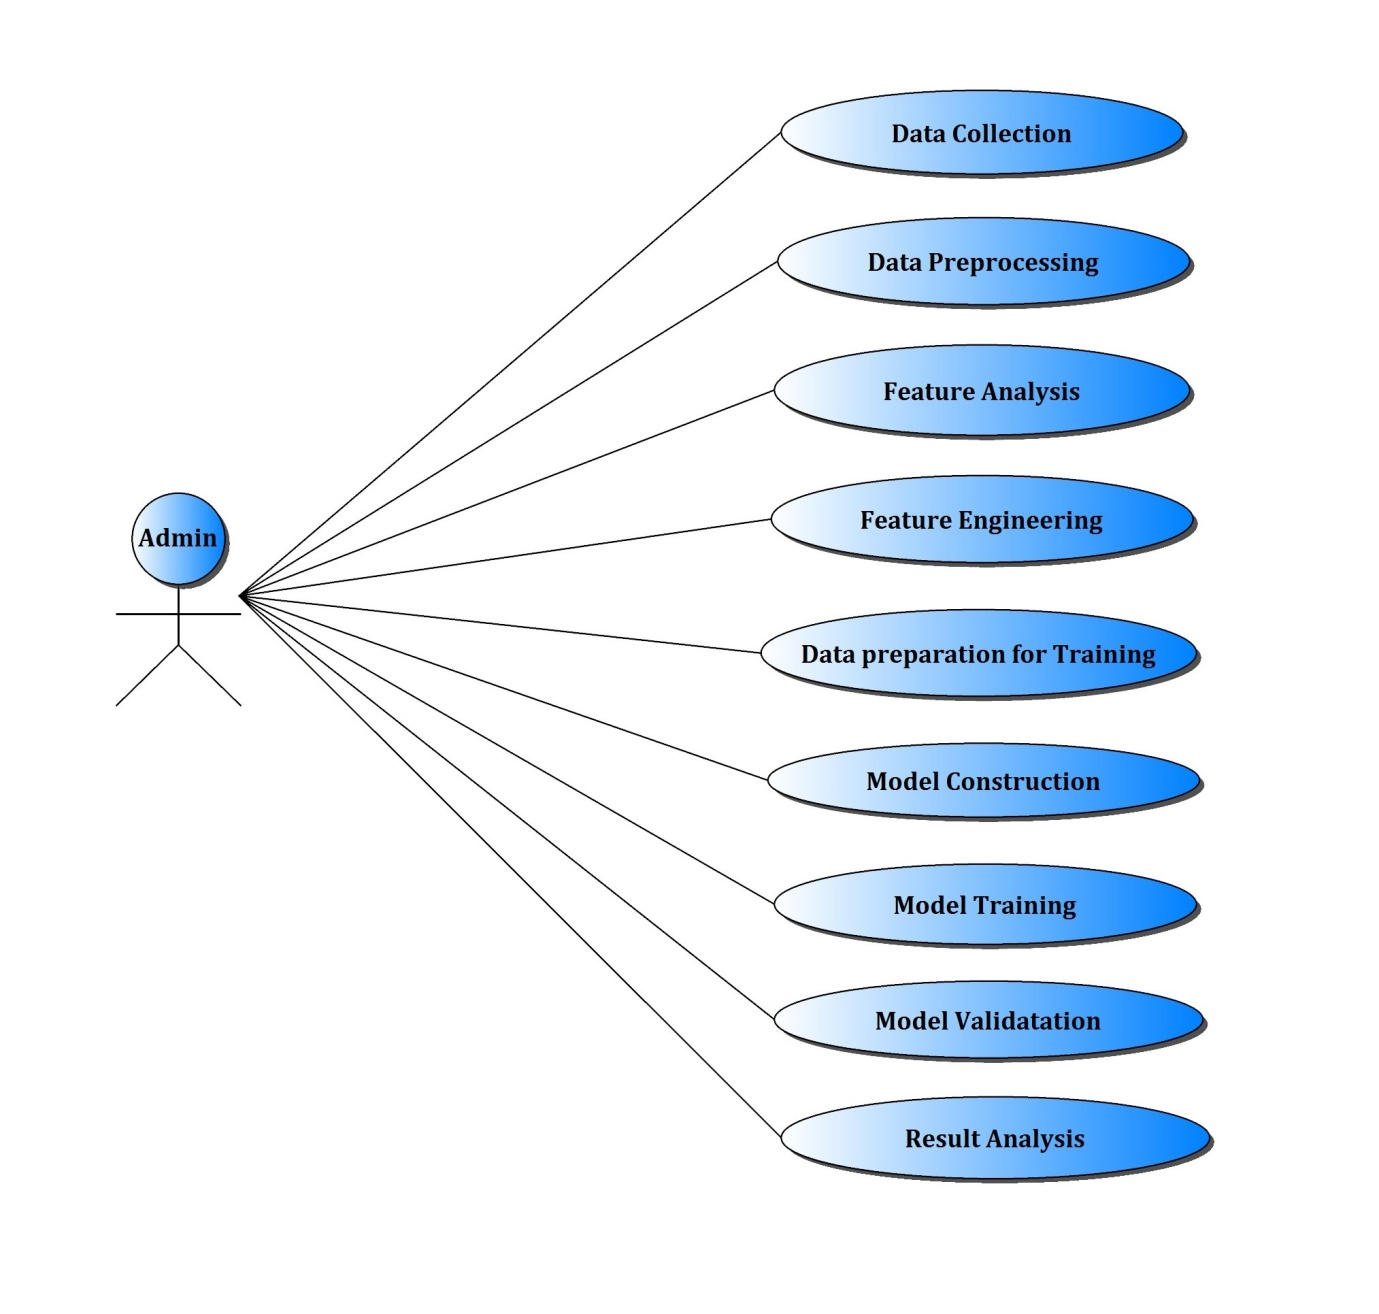 Data Collection
Data Preprocessing
Feature Analysis
Feature Engineering
Admin
Data preparation for Training
Model Construction
Model Training
Model Validatation
Result Analysis